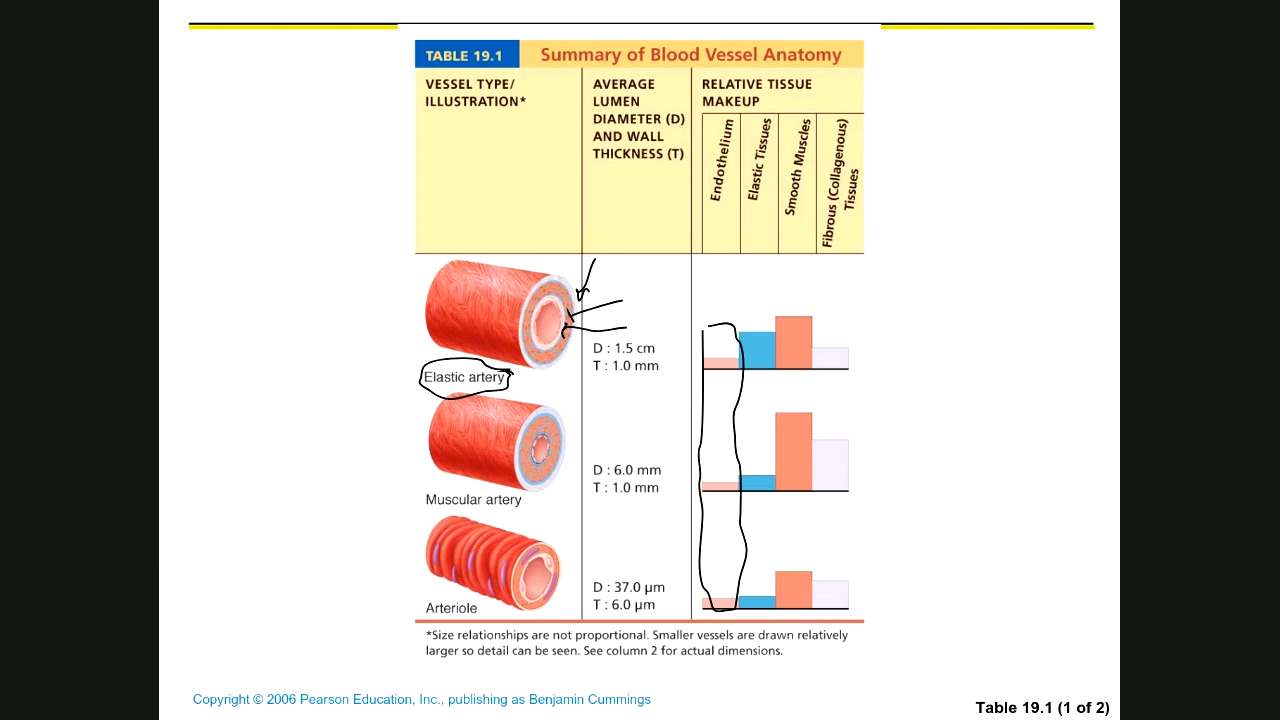 TABLE 19.1
Summary of Blood Vessel Anatomy
VESSEL TYPE/
ILLUSTRATION*
AVERAGE
LUMEN
DIAMETER (D)
AND WALL
THICKNESS (T)
RELATIVE TISSUE
MAKEUP
Endothelium
Elastic Tissues
Smooth Muscles
Fibrous (Collagenous)
Tissues
D : 1.5 cm
T : 1.0 mm
Elastic artery
D : 6.0 mm
T : 1.0 mm
Muscular artery
D : 37.0 µm
T : 6.0 µm
Arteriole
*Size relationships are not proportional. Smaller vessels are drawn relatively
larger so detail can be seen. See column 2 for actual dimensions.
Copyright © 2006 Pearson Education, Inc., publishing as Benjamin Cummings
Table 19.1 (1 of 2)